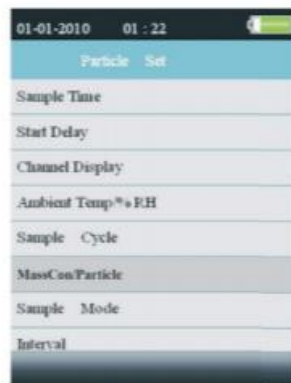 01-01-2010 01 : 22
Particle Set
Sample Time
Start Delay
Channel Display
Ambient Temp/%RH
Sample Cycle
MassCon/Particle
Sample Mode
Interval